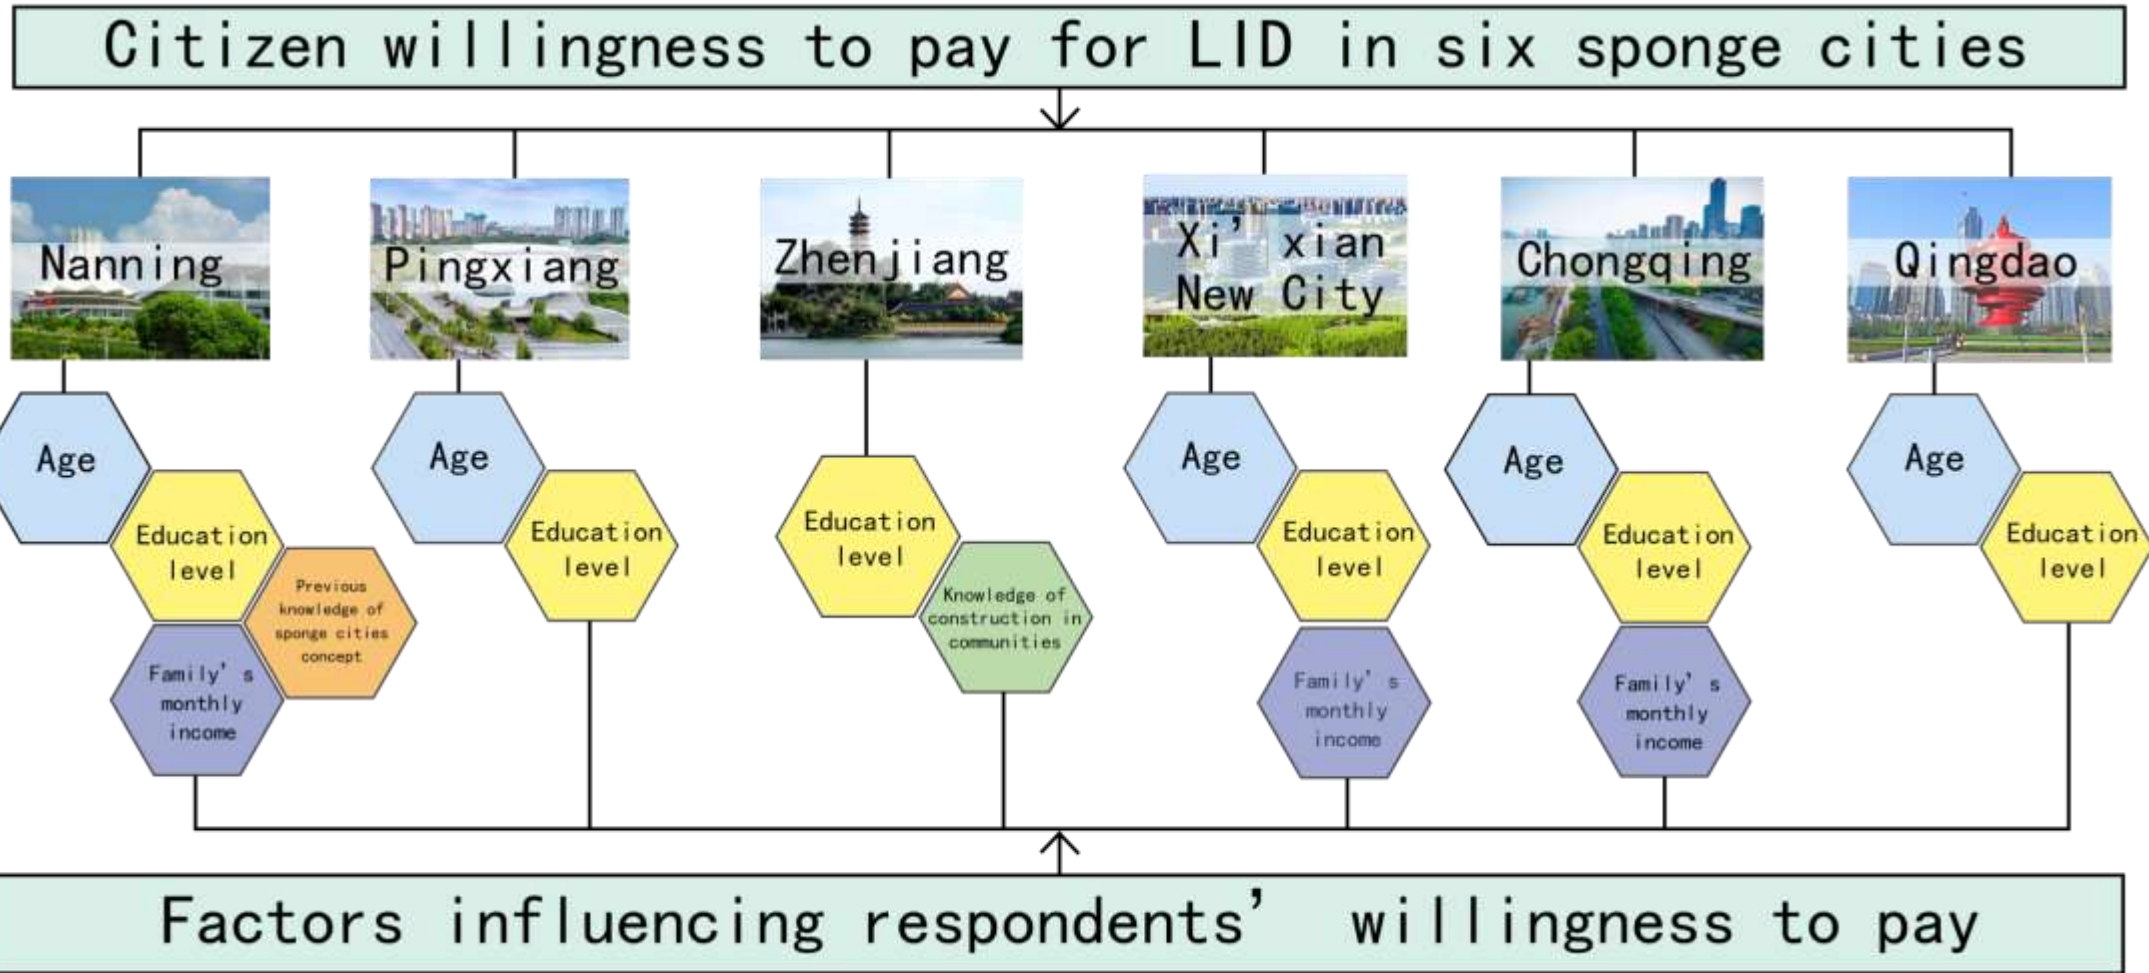 Citizen willingness to pay for LID in six sponge cities
Nanning
Pingxiang
Zhenjiang
Xi’ xian
New City
Chongqing
Qingdao
Age
Education
level
Previous
knowledge of
sponge cities
concept
Family’ s
monthly
income
Age
Education
level
Education
level
Knowledge of
construction in
communities
Age
Education
level
Family’ s
monthly
income
Age
Education
level
Family’ s
monthly
income
Age
Education
level
Factors influencing respondents’ willingness to pay